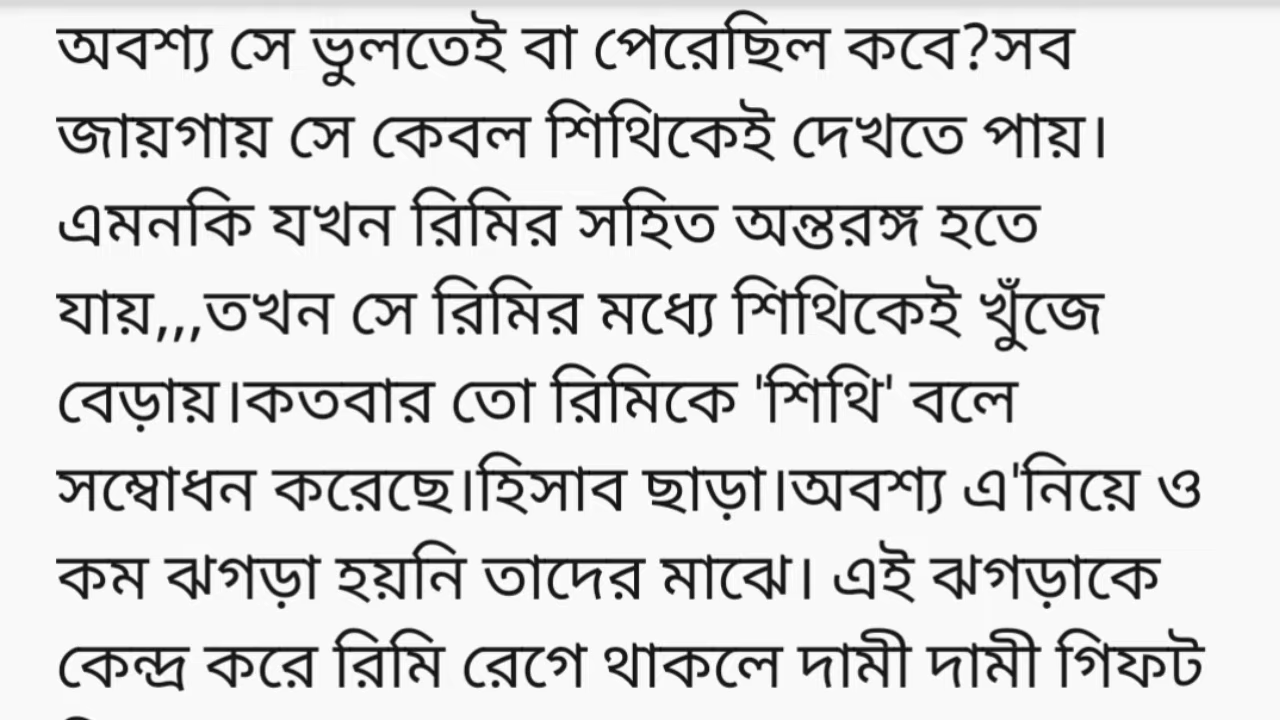 অবশ্য সে ভুলতেই বা পেরেছিল কবে?সব
জায়গায় সে কেবল শিথিকেই দেখতে পায়।
এমনকি যখন রিমির সহিত অন্তরঙ্গ হতে
যায়,,,তখন সে রিমির মধ্যে শিথিকেই খুঁজে
বেড়ায়।কতবার তো রিমিকে 'শিথি' বলে
সম্বোধন করেছে।হিসাব ছাড়া।অবশ্য এ'নিয়ে ও
কম ঝগড়া হয়নি তাদের মাঝে। এই ঝগড়াকে
কেন্দ্র করে রিমি রেগে থাকলে দামী দামী গিফট